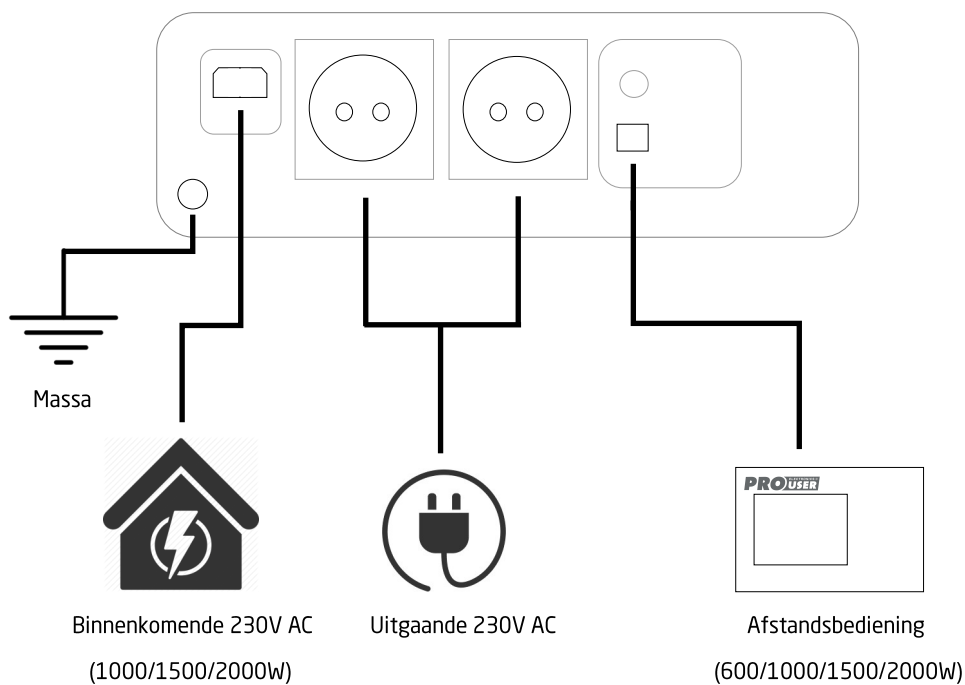 Massa
PRO USER
Binnenkomende 230V AC
(1000/1500/2000W)
Uitgaande 230V AC
Afstandsbediening
(600/1000/1500/2000W)